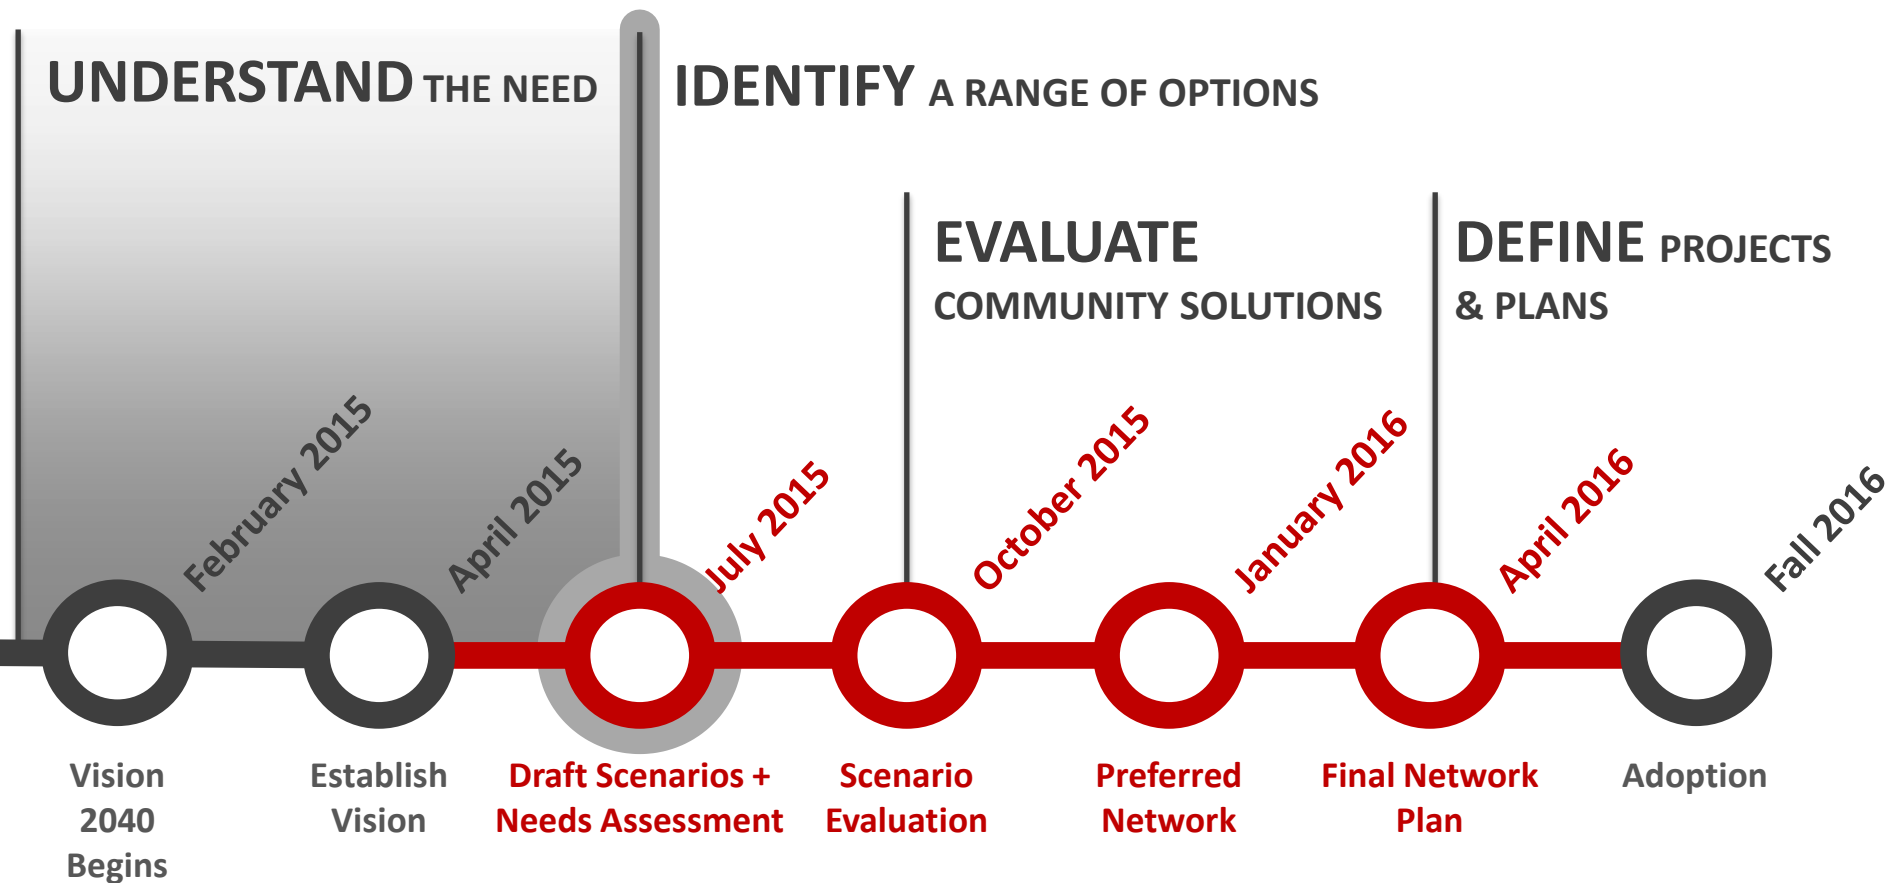 UNDERSTAND THE NEED
IDENTIFY A RANGE OF OPTIONS
EVALUATE
COMMUNITY SOLUTIONS
DEFINE PROJECTS
& PLANS
February 2015
April 2015
July 2015
October 2015
January 2016
April 2016
Fall 2016
Vision
2040
Begins
Establish
Vision
Draft Scenarios +
Needs Assessment
Scenario
Evaluation
Preferred
Network
Final Network
Plan
Adoption